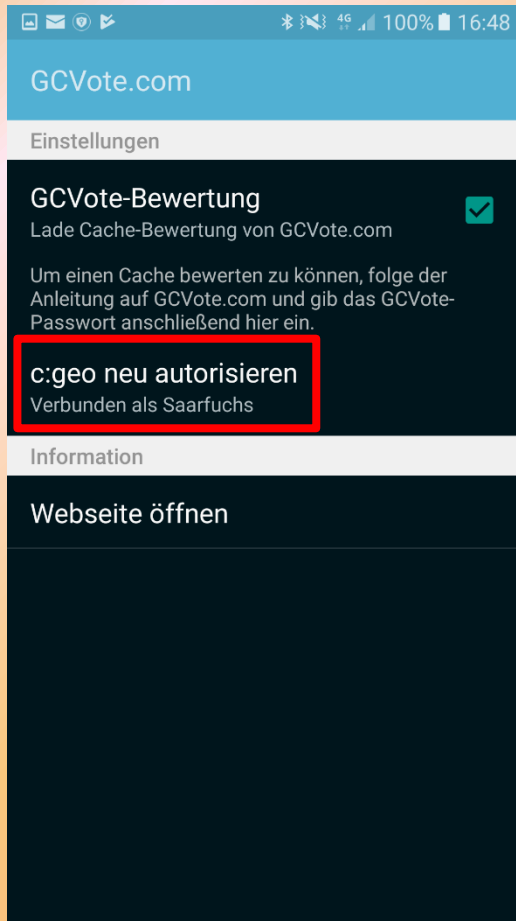 4G 100% 16:48
GCVote.com
Einstellungen
GCVote-Bewertung
Lade Cache-Bewertung von GCVote.com
Um einen Cache bewerten zu können, folge der
Anleitung auf GCVote.com und gib das GCVote-
Passwort anschließend hier ein.
c:geo neu autorisieren
Verbunden als Saarfuchs
Information
Webseite öffnen